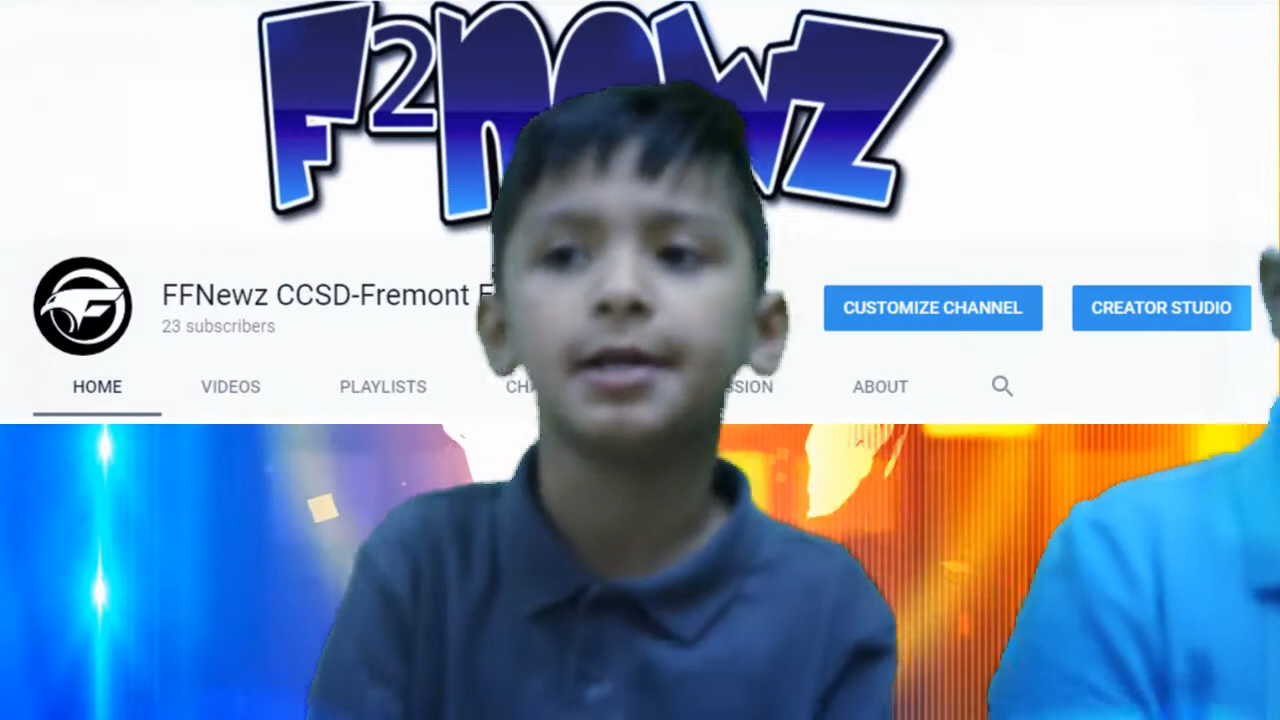 F2NEWZ
FFNewz CCSD-Fremont
23 subscribers
CUSTOMIZE CHANNEL
CREATOR STUDIO
HOME
VIDEOS
PLAYLISTS
ABOUT